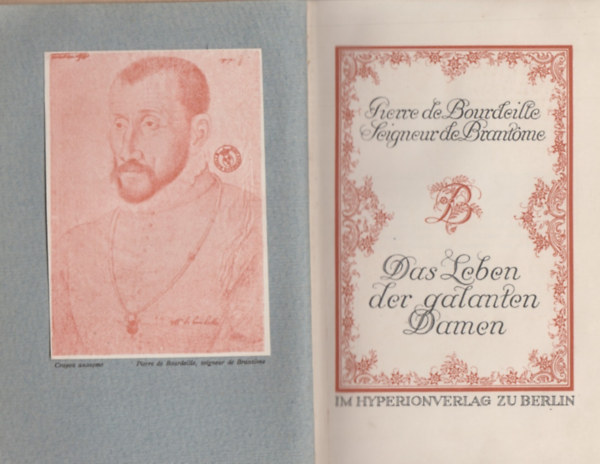 Crayon anonyme Pierre de Bourdeille, seigneur de Brantôme
Pierre de Bourdeille
Seigneur de Brantôme
B
Das Leben
der galanten
Damen
IM HYPERIONVERLAG ZU BERLIN